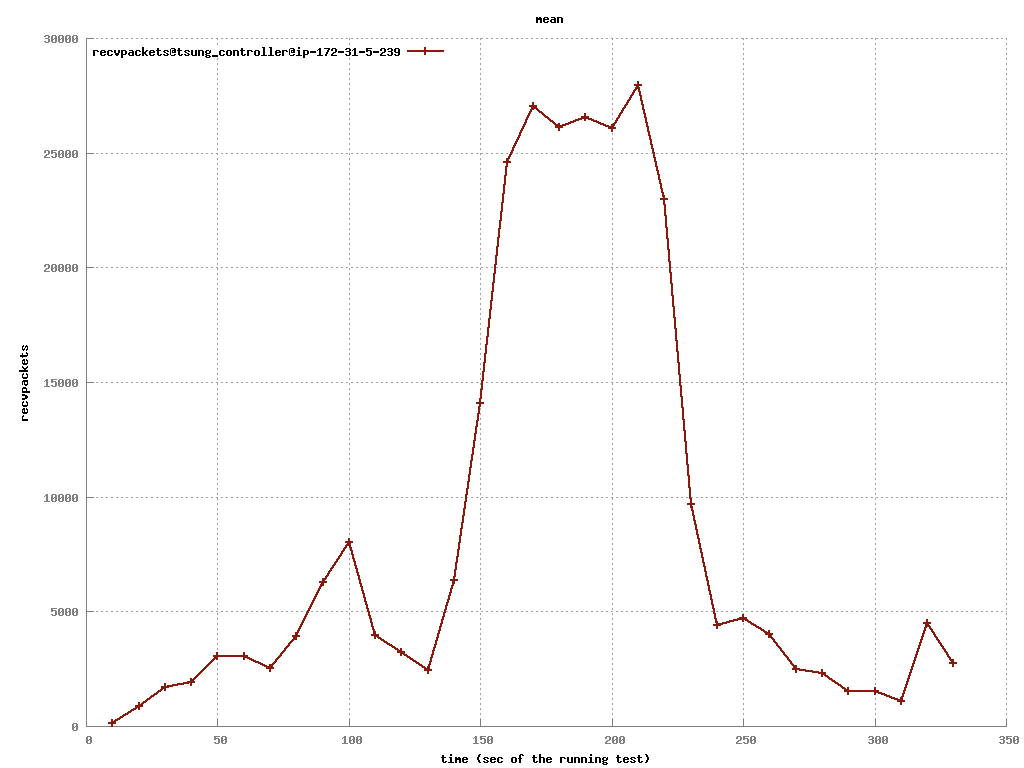 mean
30000
recvpackets@tsung_controller@ip-172-31-5-239
25000
20000
15000
recvpackets
10000
5000
0
0 50 100 150 200 250 300 350
time (sec of the running test)